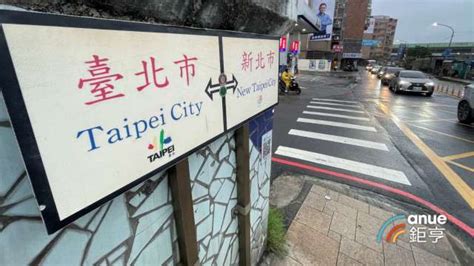 臺北市
Taipei City
TAIPEI
新北市
New Taipei City
anue
鉅亨